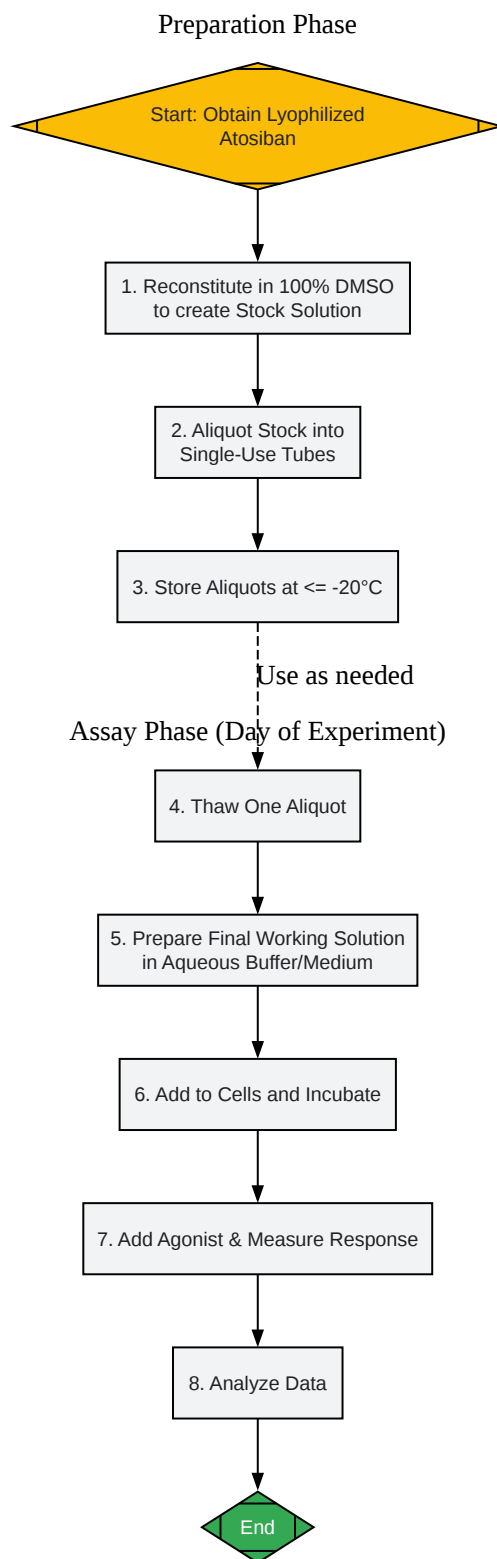 Preparation Phase
Start: Obtain Lyophilized
Atosiban
1. Reconstitute in 100% DMSO
to create Stock Solution
2. Aliquot Stock into
Single-Use Tubes
3. Store Aliquots at <= -20°C
Use as needed
Assay Phase (Day of Experiment)
4. Thaw One Aliquot
5. Prepare Final Working Solution
in Aqueous Buffer/Medium
6. Add to Cells and Incubate
7. Add Agonist & Measure Response
8. Analyze Data
End